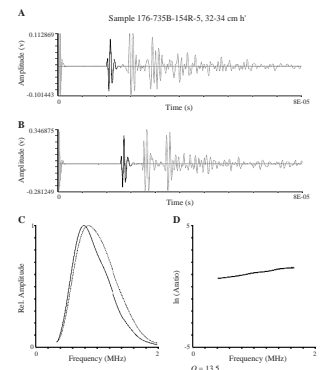 Sample 176-735B-154R-5, 32-34 cm h'
A
0.112869
Amplitude (v)
-0.101443
0
8E-05
Time (s)
B
0.346875
Amplitude (v)
-0.281249
0
8E-05
Time (s)
C
1
Rel. Amplitude
0
0
2
Frequency (MHz)
D
5
ln (Aratio)
-5
0
2
Frequency (MHz)
Q = 13.5